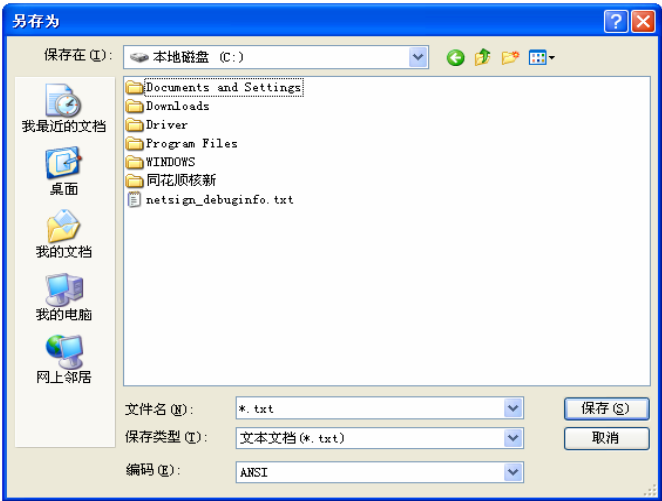 另存为
保存在(I):
本地磁盘 (C:)
我最近的文档
桌面
我的文档
我的电脑
网上邻居
Documents and Settings
Downloads
Driver
Program Files
WINDOWS
同花顺核新
netsign_debuginfo.txt
文件名(N):
*.txt
保存(S)
保存类型(T):
文本文档(*.txt)
取消
编码(E):
ANSI